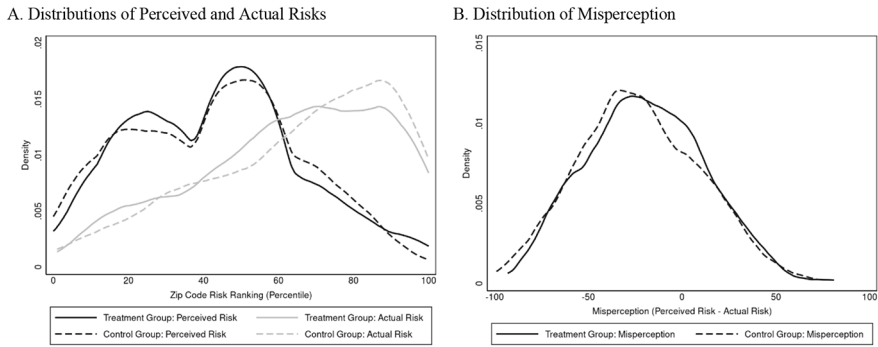 A. Distributions of Perceived and Actual Risks
.02
.015
.01
.005
0
Density
0 20 40 60 80 100
Zip Code Risk Ranking (Percentile)
Treatment Group: Perceived Risk Treatment Group: Actual Risk
Control Group: Perceived Risk Control Group: Actual Risk
B. Distribution of Misperception
.015
.01
.005
0
Density
-100 -50 0 50 100
Misperception (Perceived Risk - Actual Risk)
Treatment Group: Misperception Control Group: Misperception